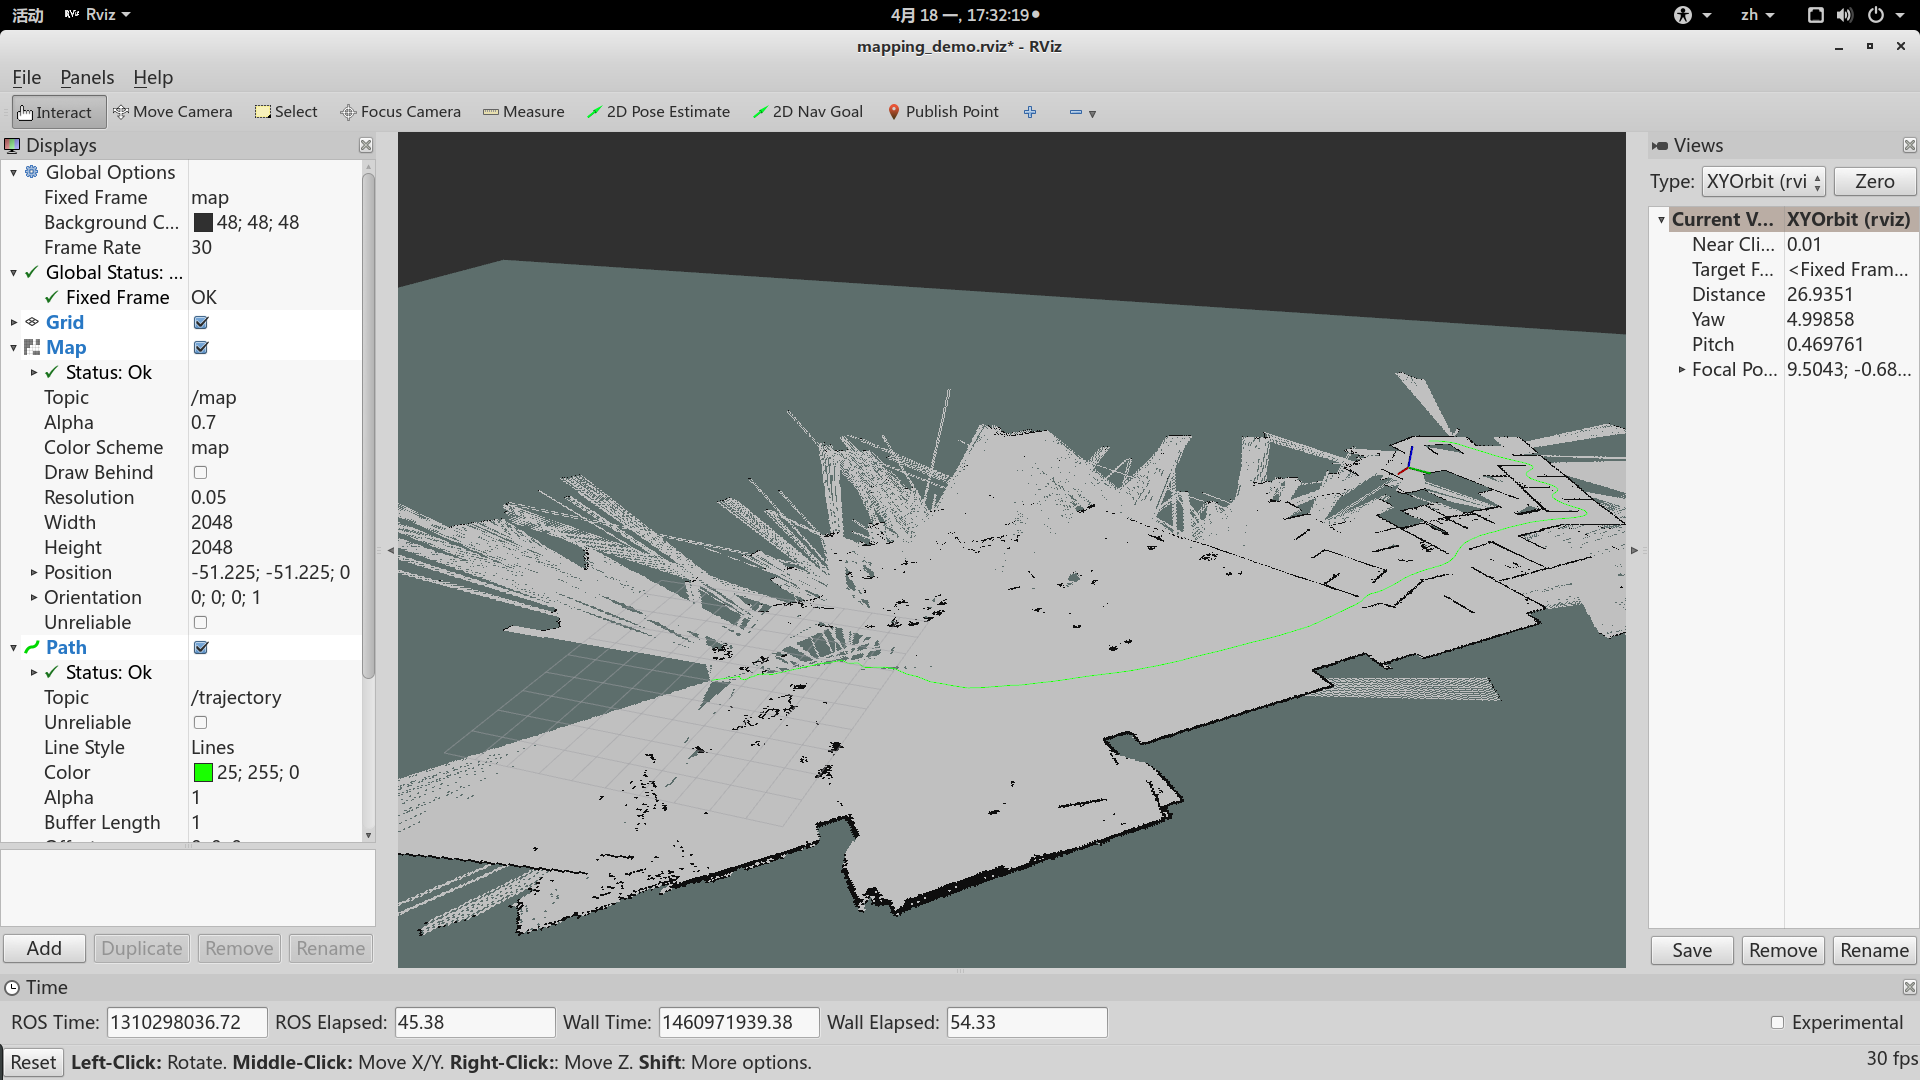 活动 Rviz 4月 18 一, 17:32:19 zh
mapping_demo.rviz* - RViz
File Panels Help
Interact Move Camera Select Focus Camera Measure 2D Pose Estimate 2D Nav Goal Publish Point
Displays
Global Options
Fixed Frame map
Background C... 48; 48; 48
Frame Rate 30
Global Status: ...
Fixed Frame OK
Grid
Map
Status: Ok
Topic /map
Alpha 0.7
Color Scheme map
Draw Behind
Resolution 0.05
Width 2048
Height 2048
Position -51.225; -51.225; 0
Orientation 0; 0; 0; 1
Unreliable
Path
Status: Ok
Topic /trajectory
Unreliable
Line Style Lines
Color 25; 255; 0
Alpha 1
Buffer Length 1
Add Duplicate Remove Rename
Views
Type: XYOrbit (rvi Zero
Current V... XYOrbit (rviz)
Near Cli... 0.01
Target F... <Fixed Fram...
Distance 26.9351
Yaw 4.99858
Pitch 0.469761
Focal Po... 9.5043; -0.68...
Save Remove Rename
Time
ROS Time: 1310298036.72 ROS Elapsed: 45.38 Wall Time: 1460971939.38 Wall Elapsed: 54.33 Experimental
Reset Left-Click: Rotate. Middle-Click: Move X/Y. Right-Click:: Move Z. Shift: More options. 30 fps